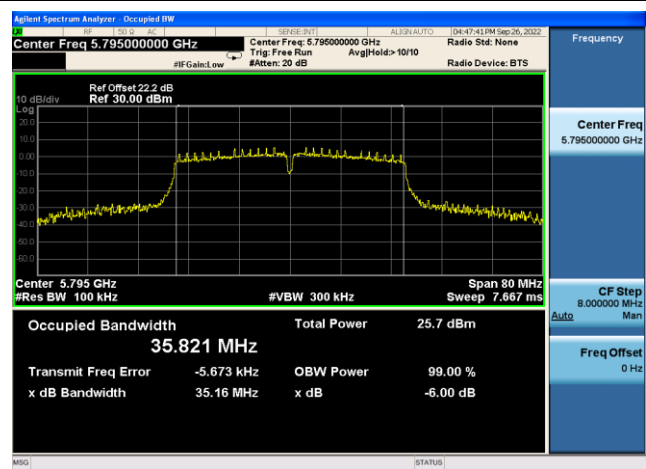 Agilent Spectrum Analyzer - Occupied BW
LXI RF 50 Ω AC SENSE:INT ALIGN AUTO 04:47:41 PM Sep 26, 2022
Center Freq 5.795000000 GHz Center Freq: 5.795000000 GHz Radio Std: None
Trig: Free Run Avg|Hold:> 10/10
#IFGain:Low #Atten: 20 dB Radio Device: BTS
Ref Offset 22.2 dB
10 dB/div Ref 30.00 dBm
Log
20.0
10.0
0.00
-10.0
-20.0
-30.0
-40.0
-50.0
-60.0
Center 5.795 GHz Span 80 MHz
#Res BW 100 kHz #VBW 300 kHz Sweep 7.667 ms
Occupied Bandwidth Total Power 25.7 dBm
35.821 MHz
Transmit Freq Error -5.673 kHz OBW Power 99.00 %
x dB Bandwidth 35.16 MHz x dB -6.00 dB
MSG STATUS
Frequency
Center Freq
5.795000000 GHz
CF Step
8.000000 MHz
Auto Man
Freq Offset
0 Hz